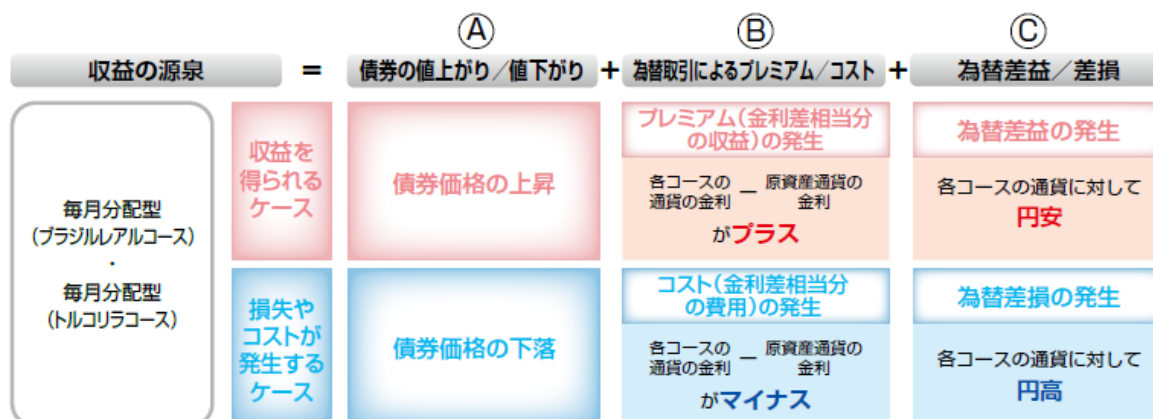 Ⓐ
Ⓑ
Ⓒ
収益の源泉 = 債券の値上がり/値下がり + 為替取引によるプレミアム/コスト + 為替差益/差損
毎月分配型
(ブラジルレアルコース)
・
毎月分配型
(トルコリラコース)
収益を
得られる
ケース
債券価格の上昇
プレミアム(金利差相当分
の収益)の発生
各コースの
通貨の金利
−
原資産通貨の
金利
がプラス
為替差益の発生
各コースの通貨に対して
円安
損失や
コストが
発生する
ケース
債券価格の下落
コスト(金利差相当分
の費用)の発生
各コースの
通貨の金利
−
原資産通貨の
金利
がマイナス
為替差損の発生
各コースの通貨に対して
円高